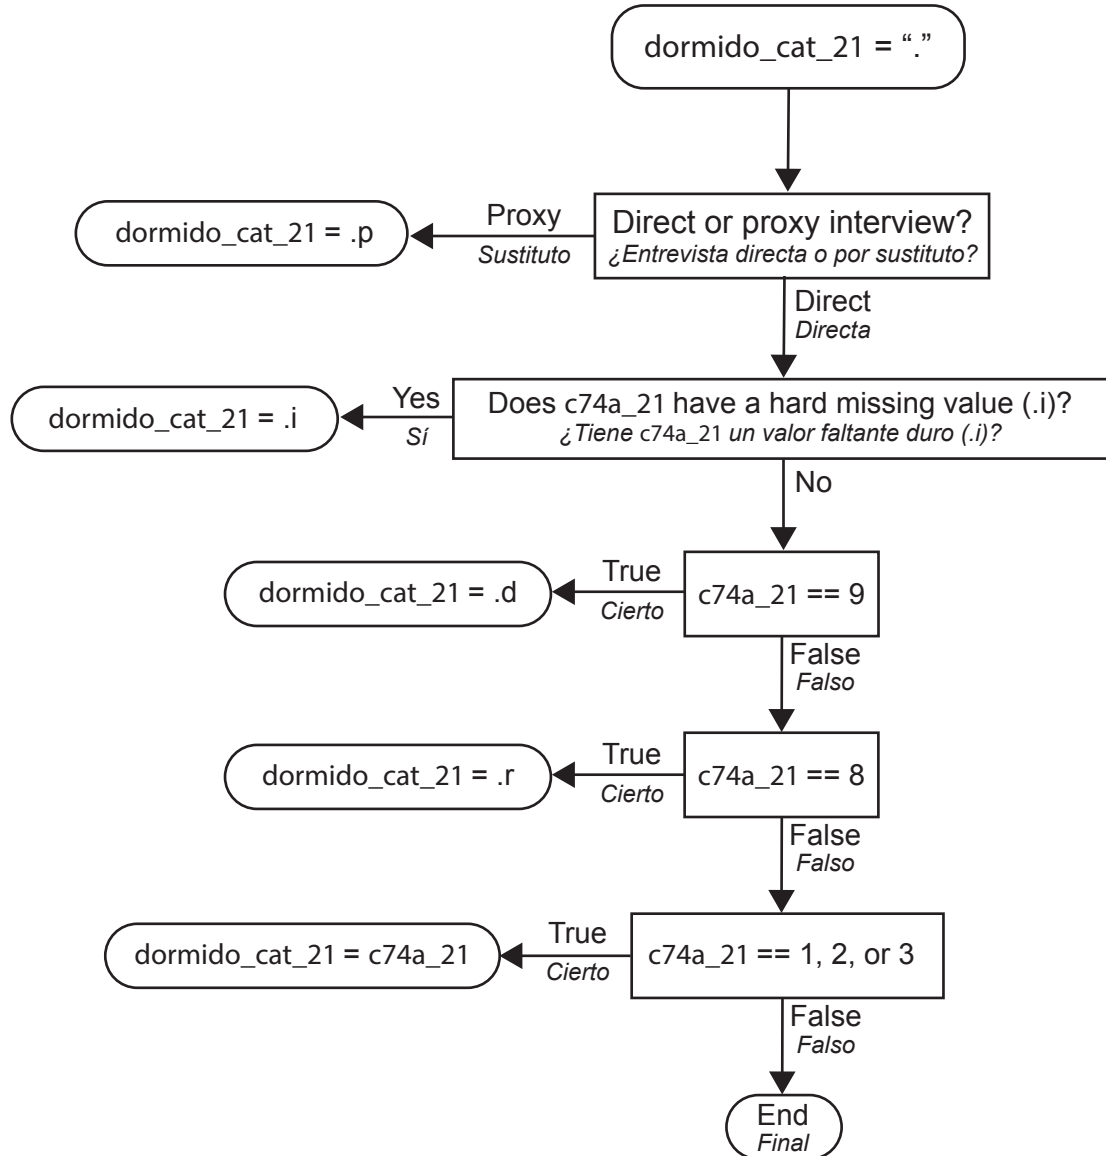 dormido_cat_21 = “.”
Direct or proxy interview?
¿Entrevista directa o por sustituto?
Proxy
Sustituto
dormido_cat_21 = .p
Direct
Directa
Does c74a_21 have a hard missing value (.i)?
¿Tiene c74a_21 un valor faltante duro (.i)?
Yes
Sí
dormido_cat_21 = .i
No
c74a_21 == 9
True
Cierto
dormido_cat_21 = .d
False
Falso
c74a_21 == 8
True
Cierto
dormido_cat_21 = .r
False
Falso
c74a_21 == 1, 2, or 3
True
Cierto
dormido_cat_21 = c74a_21
False
Falso
End
Final